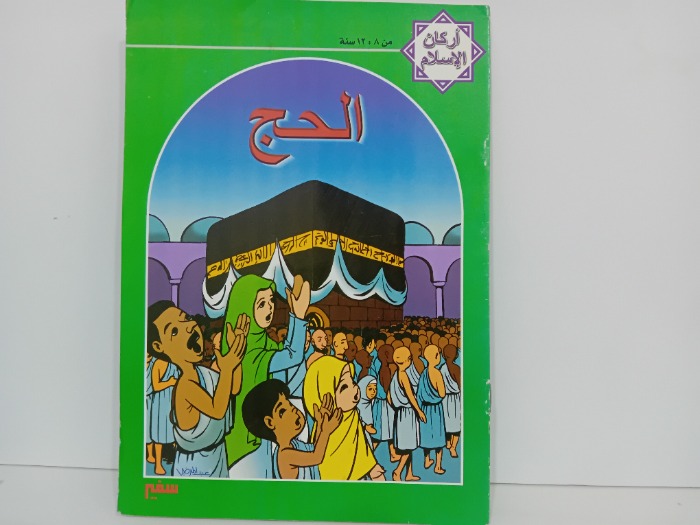 أركان
الإسلام
من ٨ : ١٢ سنة
الحج
سفير